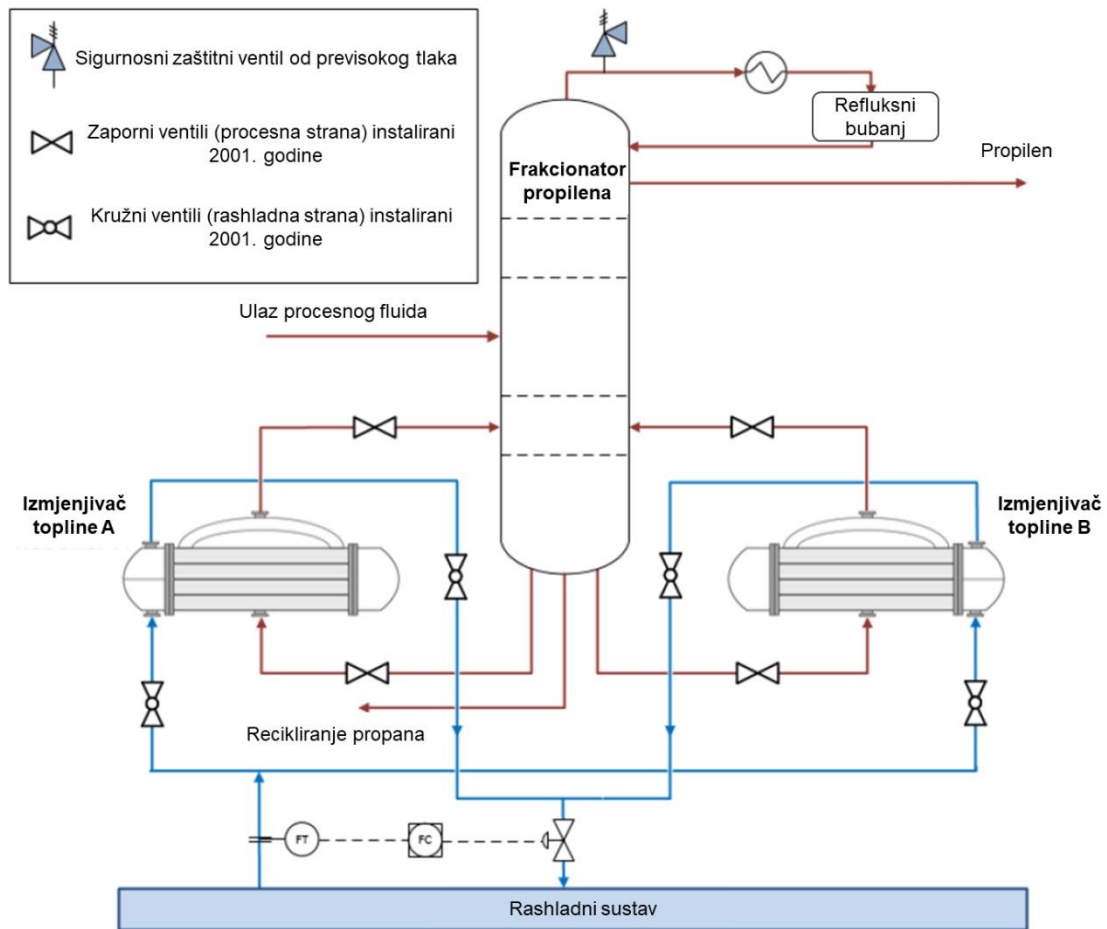 Sigurnosni zaštitni ventil od previsokog tlaka
Zaporni ventili (procesna strana) instalirani
2001. godine
Kružni ventili (rashladna strana) instalirani
2001. godine
Refluksni
bubanj
Frakcionator
propilena
Propilen
Ulaz procesnog fluida
Izmjenjivač
topline A
Izmjenjivač
topline B
Recikliranje propana
FT
FC
Rashladni sustav